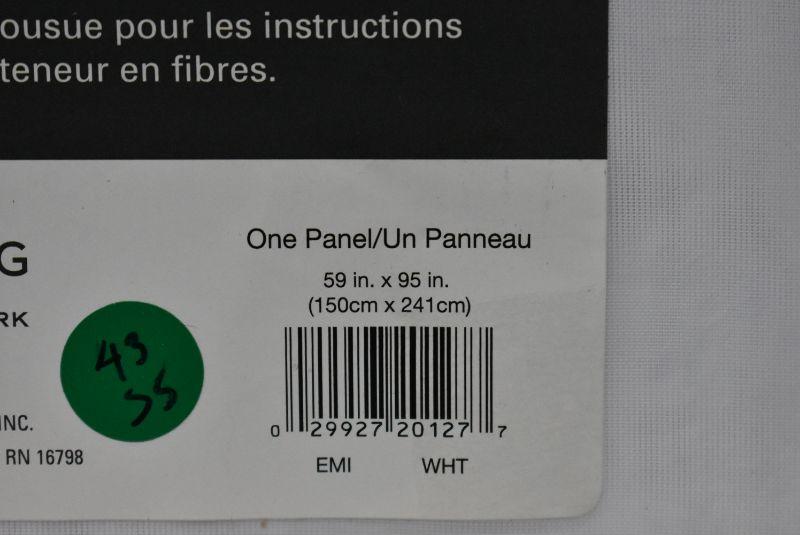 ousue pour les instructions
teneur en fibres.
G
RK
INC.
RN 16798
One Panel/Un Panneau
59 in. x 95 in.
(150cm x 241cm)
0 29927 20127 7
EMI WHT
43